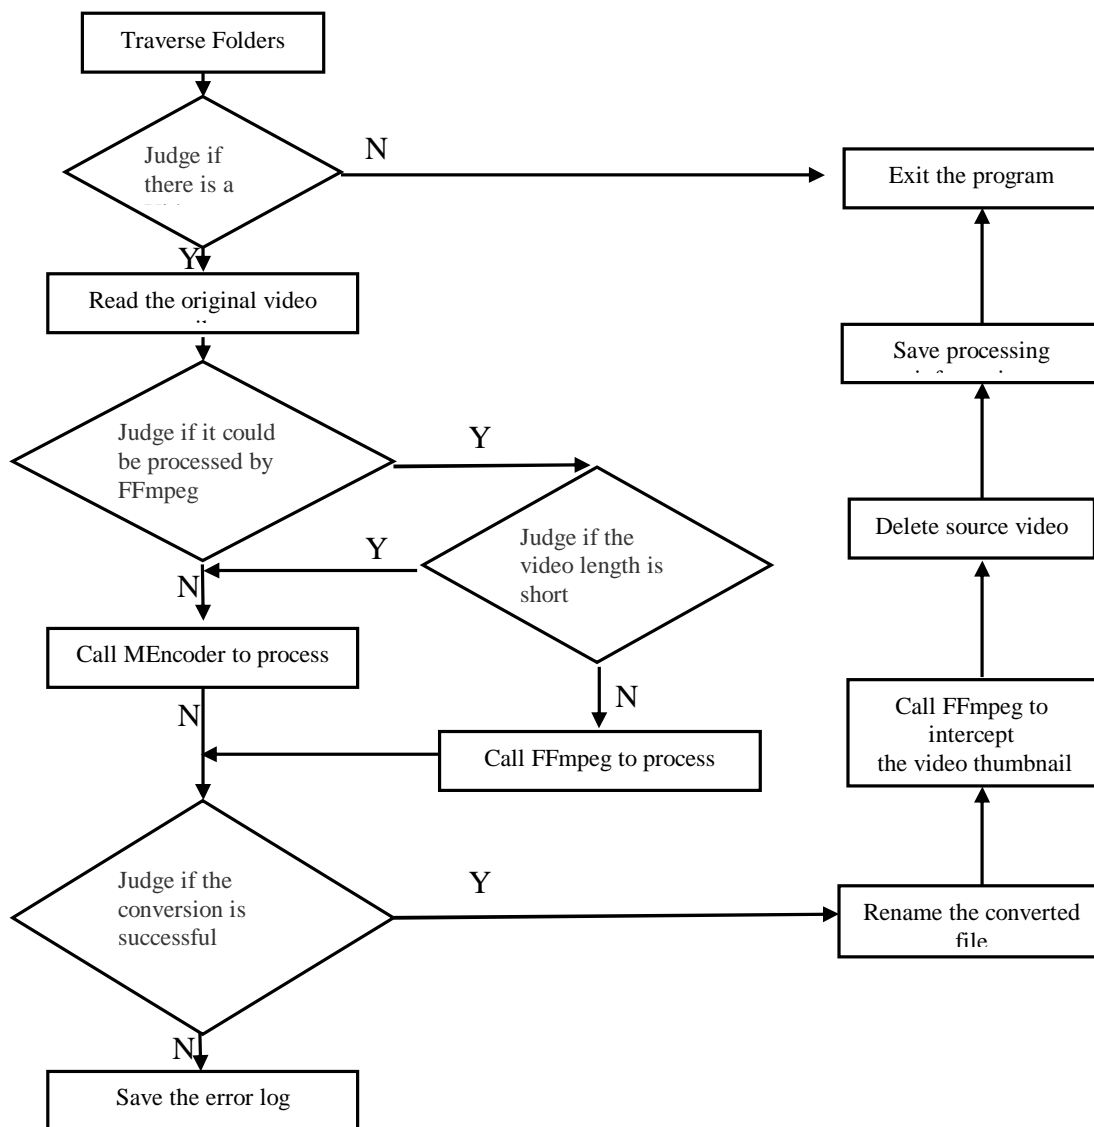 Traverse Folders
Judge if
there is a
N
Exit the program
Y
Read the original video
Save processing
Judge if it could
be processed by
FFmpeg
Y
Delete source video
Judge if the
video length is
short
Y
N
Call MEncoder to process
N
N
Call FFmpeg to
intercept
the video thumbnail
Call FFmpeg to process
Judge if the
conversion is
successful
Y
Rename the converted
file
N
Save the error log